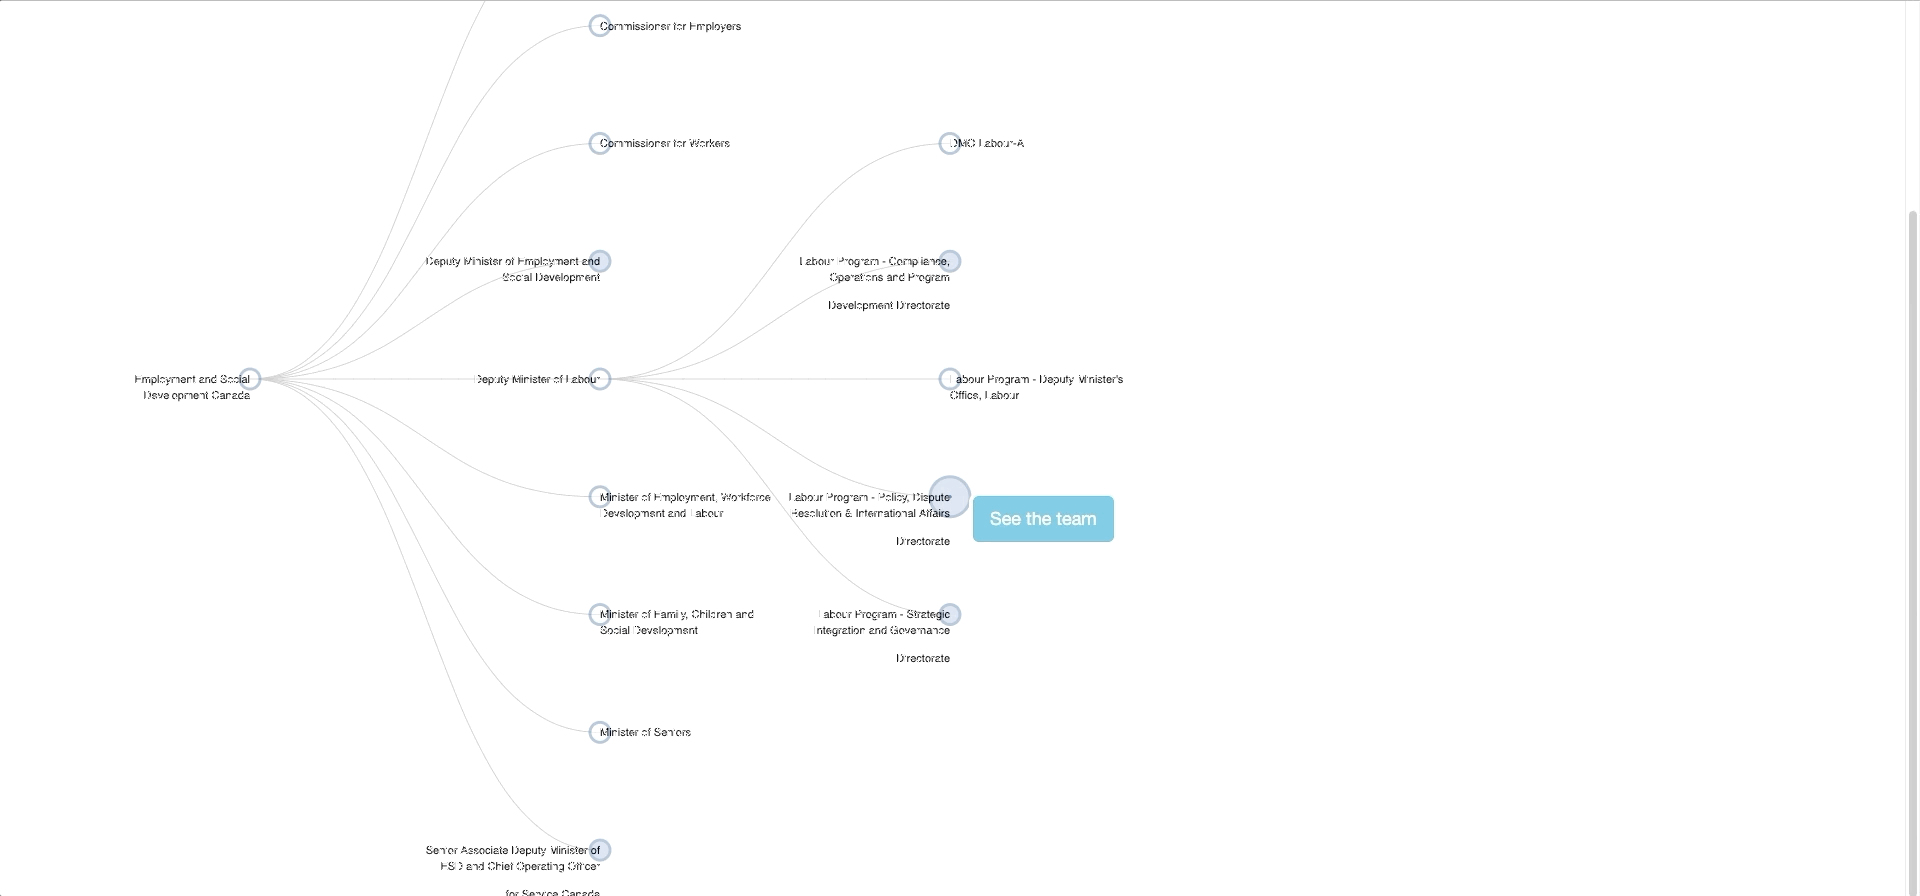 Commissioner for Employers
Commissioner for Workers
DMC Labour-A
Deputy Minister of Employment and
Social Development
Labour Program - Compliance,
Operations and Program
Development Directorate
Employment and Social
Development Canada
Deputy Minister of Labour
Labour Program - Deputy Minister's
Office, Labour
Minister of Employment, Workforce
Development and Labour
Labour Program - Policy, Dispute
Resolution & International Affairs
Directorate
See the team
Minister of Family, Children and
Social Development
Labour Program - Strategic
Integration and Governance
Directorate
Minister of Seniors
Senior Associate Deputy Minister of
ESD and Chief Operating Officer
for Service Canada